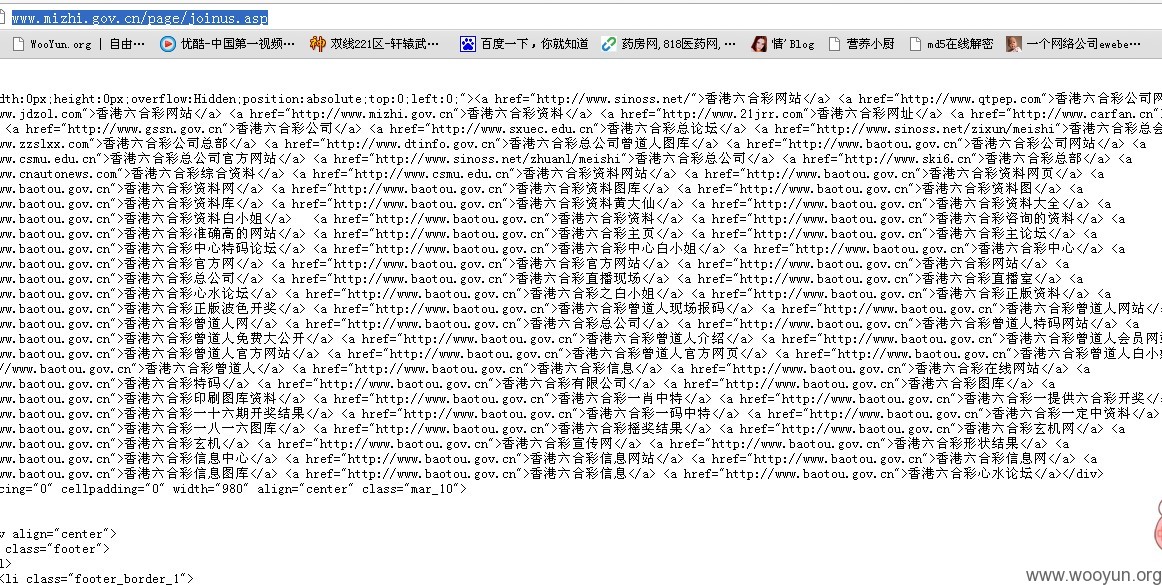 www.mizhi.gov.cn/page/joinus.asp
WooYun.org | 自由… 优酷-中国第一视频… 双线221区-轩辕武… 百度一下，你就知道 药房网,818医药网,… 情'Blog 营养小厨 md5在线解密 一个网络公司ewebe…
dth:0px;height:0px;overflow:Hidden;position:absolute;top:0;left:0;"><a href="http://www.sinoss.net/">香港六合彩网站</a> <a href="http://www.qtpep.com">香港六合彩公司网
w.jdzol.com">香港六合彩网站</a> <a href="http://www.mizhi.gov.cn">香港六合彩资料</a> <a href="http://www.21jrr.com">香港六合彩网址</a> <a href="http://www.carfan.cn"
<a href="http://www.gssn.gov.cn">香港六合彩公司</a> <a href="http://www.sxuec.edu.cn">香港六合彩总论坛</a> <a href="http://www.sinoss.net/zixun/meishi">香港六合彩总会
w.zzslxx.com">香港六合彩公司总部</a> <a href="http://www.dtinfo.gov.cn">香港六合彩总公司曾道人图库</a> <a href="http://www.baotou.gov.cn">香港六合彩公司网站</a> <a
w.csmu.edu.cn">香港六合彩总公司官方网站</a> <a href="http://www.sinoss.net/zhuanl/meishi">香港六合彩总公司</a> <a href="http://www.ski6.cn">香港六合彩总部</a> <a
w.cnautonews.com">香港六合彩综合资料</a> <a href="http://www.csmu.edu.cn">香港六合彩资料网站</a> <a href="http://www.baotou.gov.cn">香港六合彩资料网页</a> <a
w.baotou.gov.cn">香港六合彩资料网</a> <a href="http://www.baotou.gov.cn">香港六合彩资料图库</a> <a href="http://www.baotou.gov.cn">香港六合彩资料图</a> <a
w.baotou.gov.cn">香港六合彩资料库</a> <a href="http://www.baotou.gov.cn">香港六合彩资料黄大仙</a> <a href="http://www.baotou.gov.cn">香港六合彩资料大全</a> <a
w.baotou.gov.cn">香港六合彩资料白小姐</a> <a href="http://www.baotou.gov.cn">香港六合彩资料</a> <a href="http://www.baotou.gov.cn">香港六合彩咨询的资料</a> <a
w.baotou.gov.cn">香港六合彩准确高的网站</a> <a href="http://www.baotou.gov.cn">香港六合彩主页</a> <a href="http://www.baotou.gov.cn">香港六合彩主论坛</a> <a
w.baotou.gov.cn">香港六合彩中心特码论坛</a> <a href="http://www.baotou.gov.cn">香港六合彩中心白小姐</a> <a href="http://www.baotou.gov.cn">香港六合彩中心</a> <a
w.baotou.gov.cn">香港六合彩官方网</a> <a href="http://www.baotou.gov.cn">香港六合彩官方网站</a> <a href="http://www.baotou.gov.cn">香港六合彩网站</a> <a
w.baotou.gov.cn">香港六合彩总公司</a> <a href="http://www.baotou.gov.cn">香港六合彩直播现场</a> <a href="http://www.baotou.gov.cn">香港六合彩直播室</a> <a
w.baotou.gov.cn">香港六合彩心水论坛</a> <a href="http://www.baotou.gov.cn">香港六合彩之白小姐</a> <a href="http://www.baotou.gov.cn">香港六合彩正版资料</a> <a
w.baotou.gov.cn">香港六合彩正版波色开奖</a> <a href="http://www.baotou.gov.cn">香港六合彩曾道人现场报码</a> <a href="http://www.baotou.gov.cn">香港六合彩曾道人网站</
w.baotou.gov.cn">香港六合彩曾道人网</a> <a href="http://www.baotou.gov.cn">香港六合彩总公司</a> <a href="http://www.baotou.gov.cn">香港六合彩曾道人特码网站</a> <a
w.baotou.gov.cn">香港六合彩曾道人免费大公开</a> <a href="http://www.baotou.gov.cn">香港六合彩曾道人介绍</a> <a href="http://www.baotou.gov.cn">香港六合彩曾道人会员网
w.baotou.gov.cn">香港六合彩曾道人官方网站</a> <a href="http://www.baotou.gov.cn">香港六合彩曾道人官方网页</a> <a href="http://www.baotou.gov.cn">香港六合彩曾道人白小
//www.baotou.gov.cn">香港六合彩曾道人</a> <a href="http://www.baotou.gov.cn">香港六合彩信息</a> <a href="http://www.baotou.gov.cn">香港六合彩在线网站</a> <a
w.baotou.gov.cn">香港六合彩特码</a> <a href="http://www.baotou.gov.cn">香港六合彩有限公司</a> <a href="http://www.baotou.gov.cn">香港六合彩图库</a> <a
w.baotou.gov.cn">香港六合彩印刷图库资料</a> <a href="http://www.baotou.gov.cn">香港六合彩一肖中特</a> <a href="http://www.baotou.gov.cn">香港六合彩一提供六合彩开奖</
w.baotou.gov.cn">香港六合彩一十六期开奖结果</a> <a href="http://www.baotou.gov.cn">香港六合彩一码中特</a> <a href="http://www.baotou.gov.cn">香港六合彩一定中资料</a> <a
w.baotou.gov.cn">香港六合彩一八一六图库</a> <a href="http://www.baotou.gov.cn">香港六合彩摇奖结果</a> <a href="http://www.baotou.gov.cn">香港六合彩玄机网</a> <a
w.baotou.gov.cn">香港六合彩玄机</a> <a href="http://www.baotou.gov.cn">香港六合彩宣传网</a> <a href="http://www.baotou.gov.cn">香港六合彩形状结果</a> <a
w.baotou.gov.cn">香港六合彩信息中心</a> <a href="http://www.baotou.gov.cn">香港六合彩信息网站</a> <a href="http://www.baotou.gov.cn">香港六合彩信息网</a> <a
w.baotou.gov.cn">香港六合彩信息图库</a> <a href="http://www.baotou.gov.cn">香港六合彩信息</a> <a href="http://www.baotou.gov.cn">香港六合彩心水论坛</a></div>
cing="0" cellpadding="0" width="980" align="center" class="mar_10">
v align="center">
class="footer">
l>
<li class="footer_border_1">
www.wooyun.org